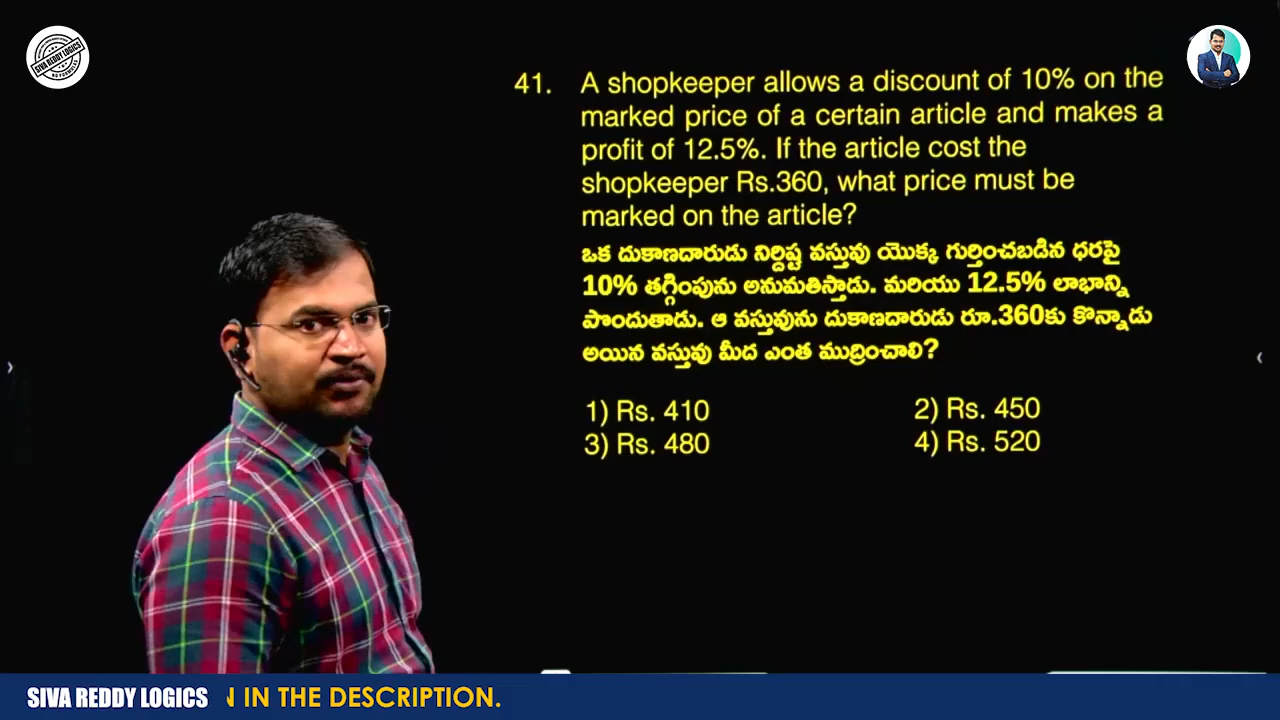 SIVA REDDY LOGICS
41. A shopkeeper allows a discount of 10% on the
marked price of a certain article and makes a
profit of 12.5%. If the article cost the
shopkeeper Rs.360, what price must be
marked on the article?
ఒక దుకాణదారుడు నిర్దిష్ట వస్తువు యొక్క గుర్తించబడిన ధరపై
10% తగ్గింపును అనుమతిస్తాడు. మరియు 12.5% లాభాన్ని
పొందుతాడు. ఆ వస్తువును దుకాణదారుడు రూ.360కు కొన్నాడు
అయిన వస్తువు మీద ఎంత ముద్రించాలి?
1) Rs. 410 2) Rs. 450
3) Rs. 480 4) Rs. 520
SIVA REDDY LOGICS IN THE DESCRIPTION.